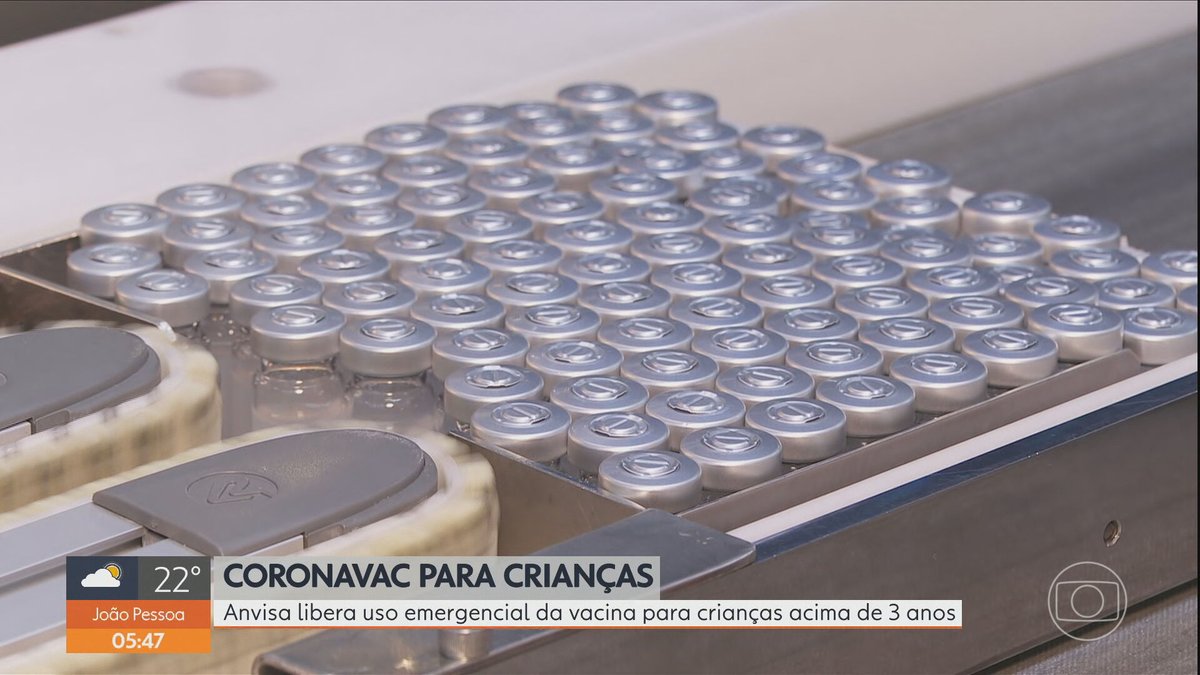 22°
João Pessoa
05:47
CORONAVAC PARA CRIANÇAS
Anvisa libera uso emergencial da vacina para crianças acima de 3 anos